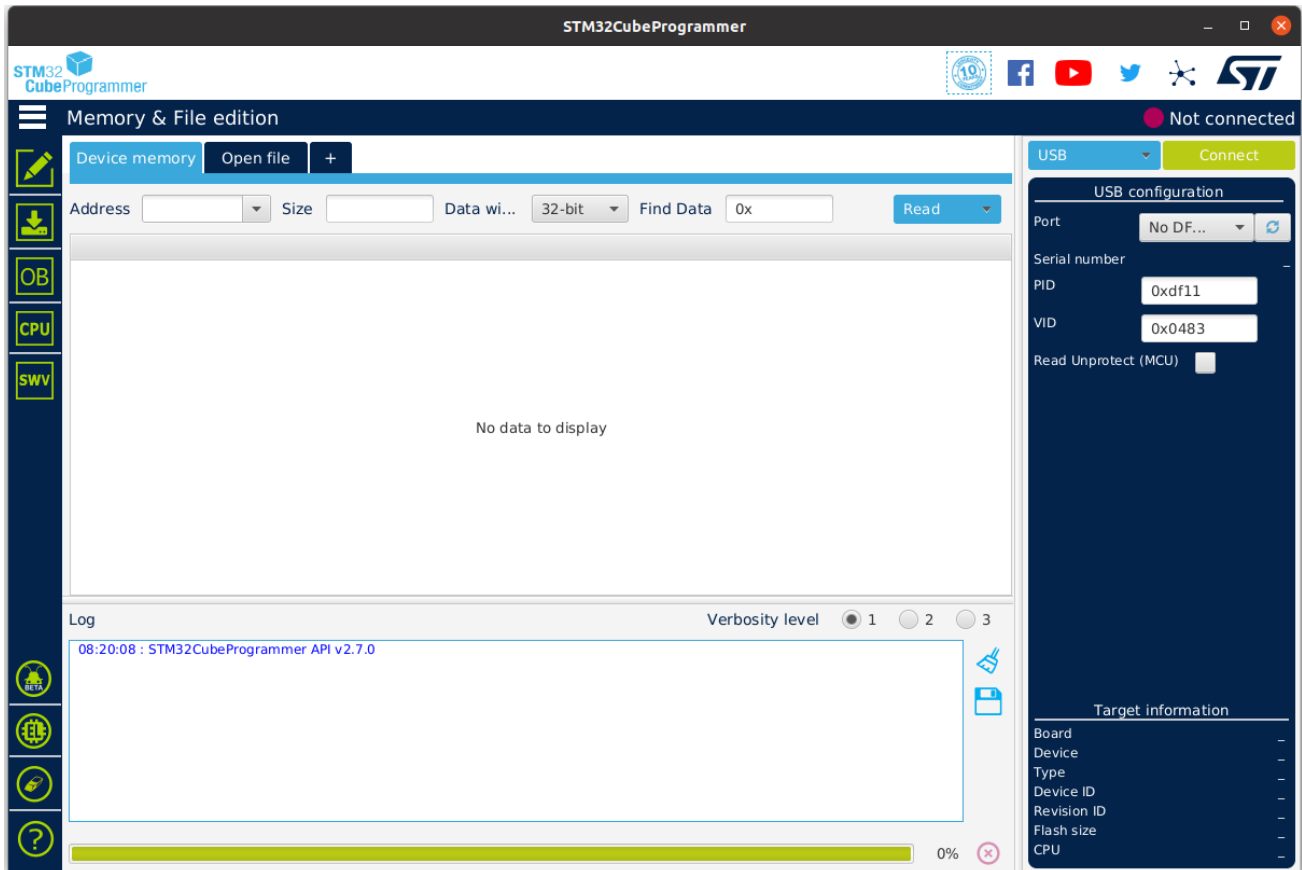 STM32CubeProgrammer
STM32
CubeProgrammer
10
YEARS
Memory & File edition
Not connected
Device memory Open file +
USB Connect
Address Size Data wi... 32-bit Find Data 0x Read
USB configuration
Port No DF...
Serial number _
PID 0xdf11
VID 0x0483
Read Unprotect (MCU)
OB
CPU
SWV
No data to display
Log Verbosity level 1 2 3
08:20:08 : STM32CubeProgrammer API v2.7.0
BETA
EL
?
Target information
Board _
Device _
Type _
Device ID _
Revision ID _
Flash size _
CPU _
0%